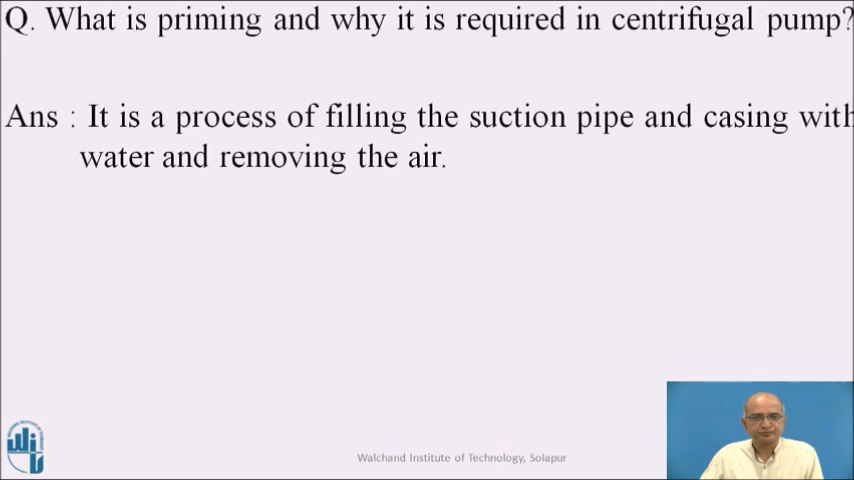 Q. What is priming and why it is required in centrifugal pump?
Ans : It is a process of filling the suction pipe and casing with
water and removing the air.
Walchand Institute of Technology, Solapur